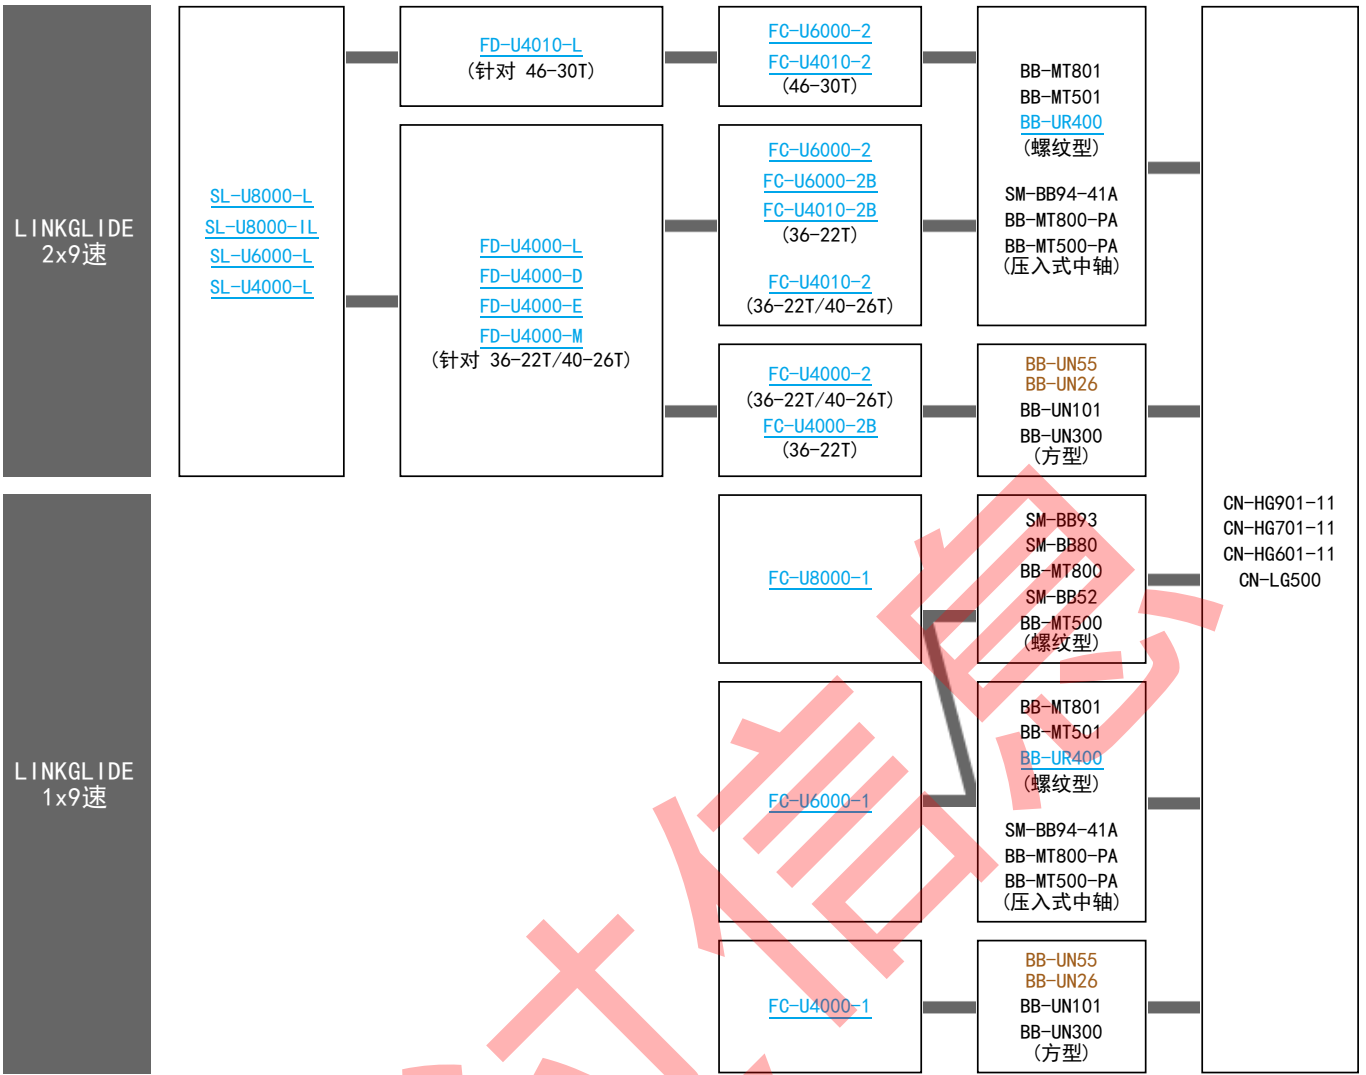 LINKGLIDE
2x9速
SL-U8000-L
SL-U8000-IL
SL-U6000-L
SL-U4000-L
FD-U4010-L
(针对 46-30T)
FD-U4000-L
FD-U4000-D
FD-U4000-E
FD-U4000-M
(针对 36-22T/40-26T)
FC-U6000-2
FC-U4010-2
(46-30T)
FC-U6000-2
FC-U6000-2B
FC-U4010-2B
(36-22T)
FC-U4010-2
(36-22T/40-26T)
FC-U4000-2
(36-22T/40-26T)
FC-U4000-2B
(36-22T)
BB-MT801
BB-MT501
BB-UR400
(螺纹型)
SM-BB94-41A
BB-MT800-PA
BB-MT500-PA
(压入式中轴)
BB-UN55
BB-UN26
BB-UN101
BB-UN300
(方型)
LINKGLIDE
1x9速
FC-U8000-1
FC-U6000-1
FC-U4000-1
SM-BB93
SM-BB80
BB-MT800
SM-BB52
BB-MT500
(螺纹型)
BB-MT801
BB-MT501
BB-UR400
(螺纹型)
SM-BB94-41A
BB-MT800-PA
BB-MT500-PA
(压入式中轴)
BB-UN55
BB-UN26
BB-UN101
BB-UN300
(方型)
CN-HG901-11
CN-HG701-11
CN-HG601-11
CN-LG500
信息